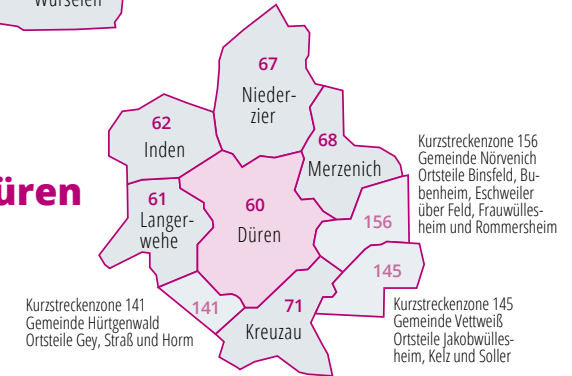 Würselen
67
Nieder-
zier
62
Inden
68
Merzenich
Kurzstreckenzone 156
Gemeinde Nörvenich
Ortsteile Binsfeld, Bu-
benheim, Eschweiler
über Feld, Frauwülles-
heim und Rommersheim
üren
61
Langer-
wehe
60
Düren
156
145
141
71
Kreuzau
Kurzstreckenzone 141
Gemeinde Hürtgenwald
Ortsteile Gey, Straß und Horm
Kurzstreckenzone 145
Gemeinde Vettweiß
Ortsteile Jakobwülles-
heim, Kelz und Soller